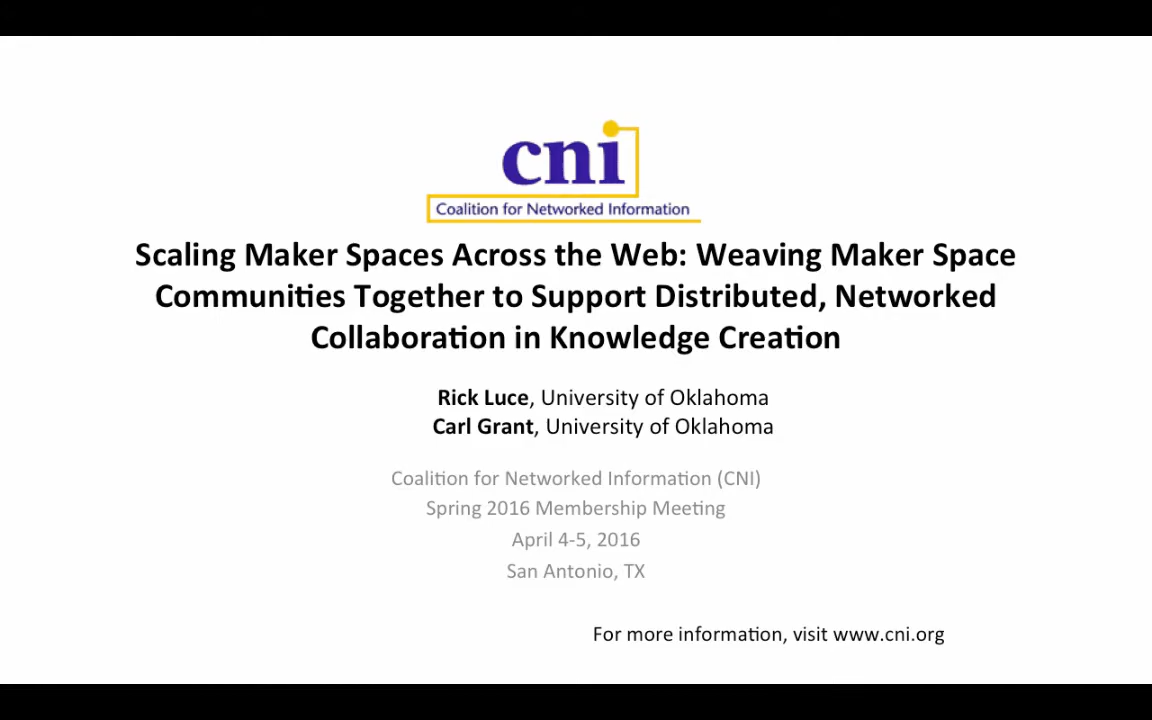 cni
Coalition for Networked Information
Scaling Maker Spaces Across the Web: Weaving Maker Space
Communities Together to Support Distributed, Networked
Collaboration in Knowledge Creation
Rick Luce, University of Oklahoma
Carl Grant, University of Oklahoma
Coalition for Networked Information (CNI)
Spring 2016 Membership Meeting
April 4-5, 2016
San Antonio, TX
For more information, visit www.cni.org